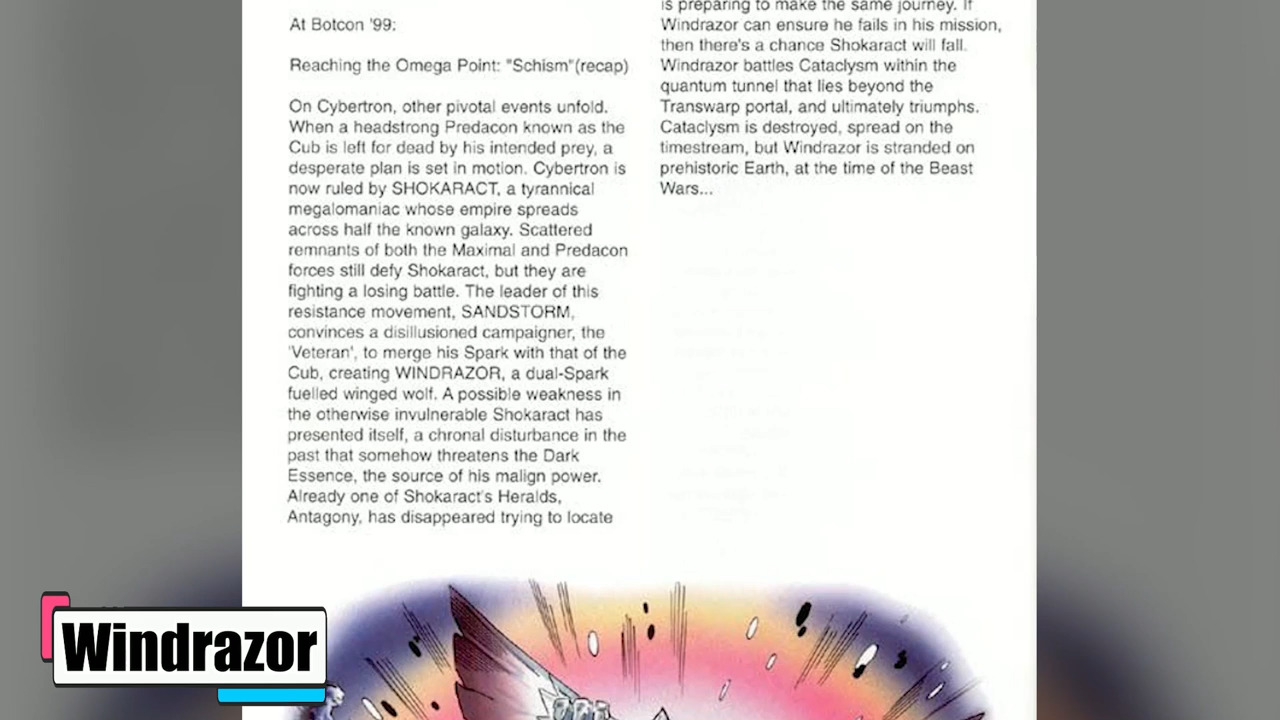 At Botcon '99:
Reaching the Omega Point: "Schism"(recap)
On Cybertron, other pivotal events unfold.
When a headstrong Predacon known as the
Cub is left for dead by his intended prey, a
desperate plan is set in motion. Cybertron is
now ruled by SHOKARACT, a tyrannical
megalomaniac whose empire spreads
across half the known galaxy. Scattered
remnants of both the Maximal and Predacon
forces still defy Shokaract, but they are
fighting a losing battle. The leader of this
resistance movement, SANDSTORM,
convinces a disillusioned campaigner, the
'Veteran', to merge his Spark with that of the
Cub, creating WINDRAZOR, a dual-Spark
fuelled winged wolf. A possible weakness in
the otherwise invulnerable Shokaract has
presented itself, a chronal disturbance in the
past that somehow threatens the Dark
Essence, the source of his malign power.
Already one of Shokaract's Heralds,
Antagony, has disappeared trying to locate
is preparing to make the same journey. If
Windrazor can ensure he fails in his mission,
then there's a chance Shokaract will fall.
Windrazor battles Cataclysm within the
quantum tunnel that lies beyond the
Transwarp portal, and ultimately triumphs.
Cataclysm is destroyed, spread on the
timestream, but Windrazor is stranded on
prehistoric Earth, at the time of the Beast
Wars...
Windrazor